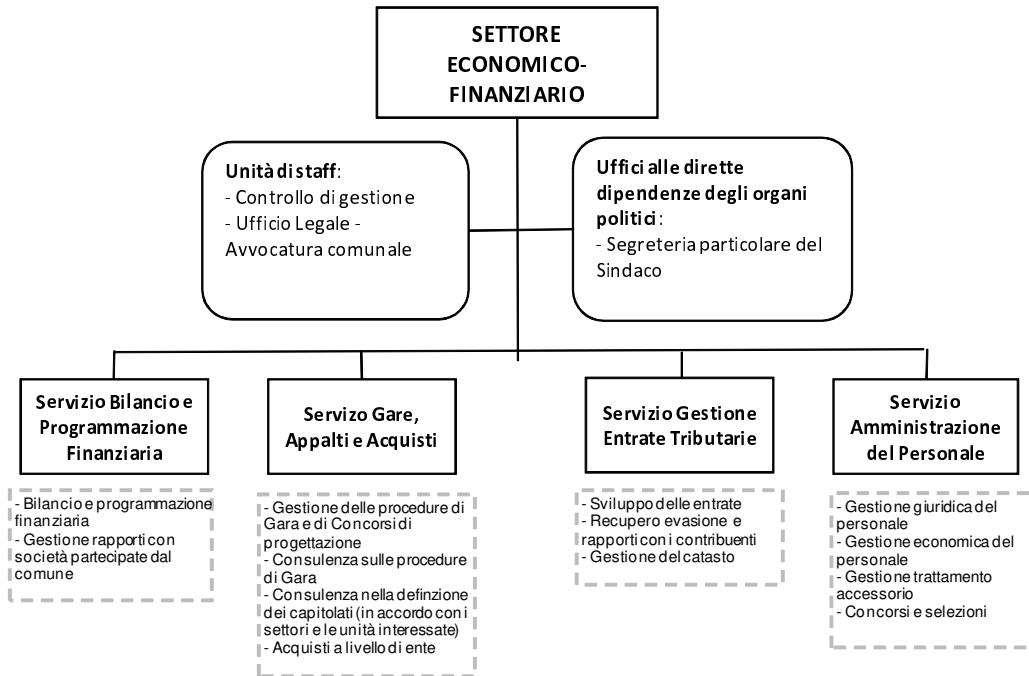 SETTORE
ECONOMICO-
FINANZIARIO
Unità di staff:
- Controllo di gestione
- Ufficio Legale -
Avvocatura comunale
Uffici alle dirette
dipendenze degli organi
politici:
- Segreteria particolare del
Sindaco
Servizio Bilancio e
Programmazione
Finanziaria
Servizo Gare,
Appalti e Acquisti
Servizio Gestione
Entrate Tributarie
Servizio
Amministrazione
del Personale
- Bilancio e programmazione
finanziaria
- Gestione rapporti con
società partecipate dal
comune
- Gestione delle procedure di
Gara e di Concorsi di
progettazione
- Consulenza sulle procedure
di Gara
- Consulenza nella definzione
dei capitolati (in accordo con i
settori e le unità interessate)
- Acquisti a livello di ente
- Sviluppo delle entrate
- Recupero evasione e
rapporti con i contribuenti
- Gestione del catasto
- Gestione giuridica del
personale
- Gestione economica del
personale
- Gestione trattamento
accessorio
- Concorsi e selezioni